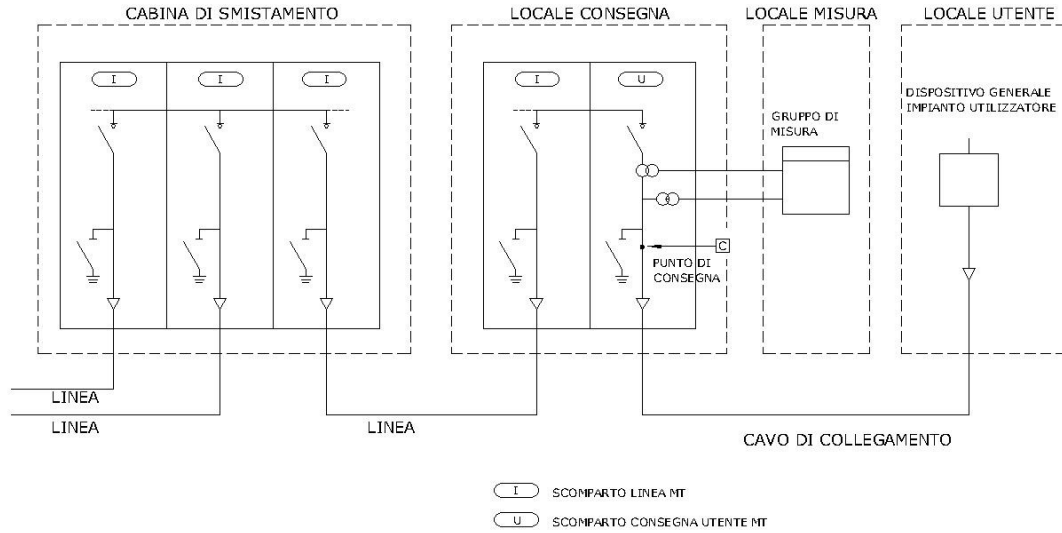 CABINA DI SMISTAMENTO
LOCALE CONSEGNA
LOCALE MISURA
LOCALE UTENTE
I
I
I
I
U
DISPOSITIVO GENERALE
IMPIANTO UTILIZZATORE
GRUPPO DI
MISURA
C
PUNTO DI
CONSEGNA
LINEA
LINEA
LINEA
CAVO DI COLLEGAMENTO
I SCOMPARTO LINEA MT
U SCOMPARTO CONSEGNA UTENTE MT